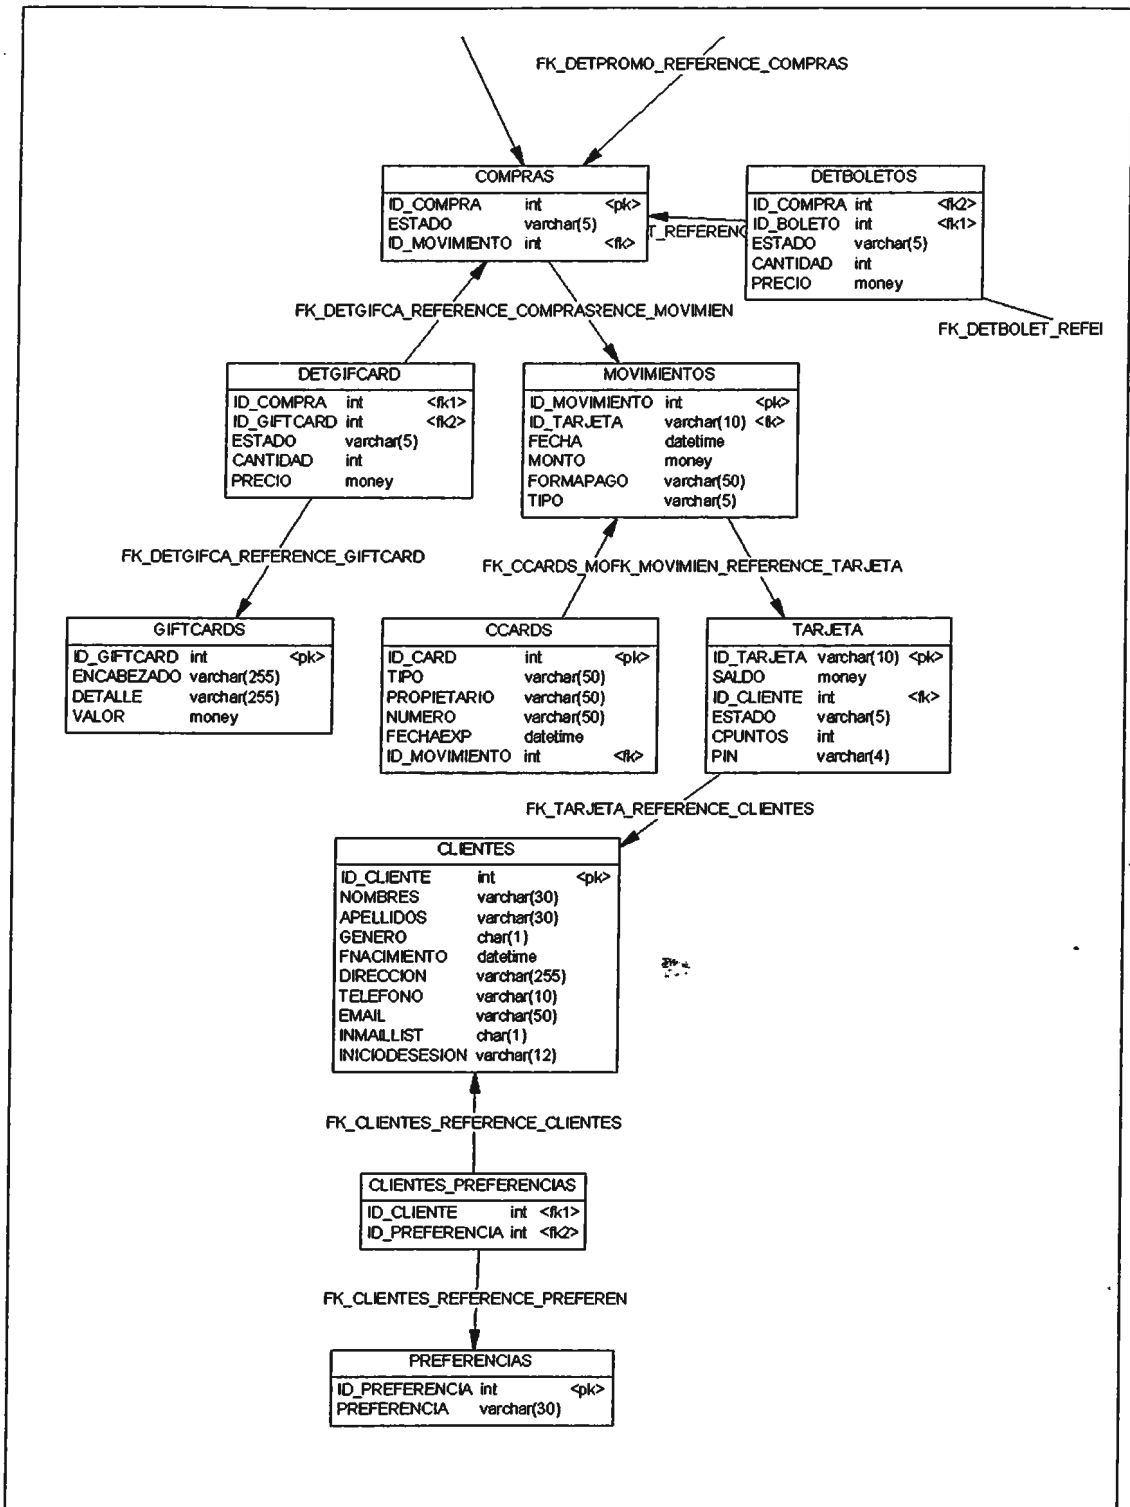 FK_DETPROMO_REFERENCE_COMPRAS
COMPRAS
ID_COMPRA int <pk>
ESTADO varchar(5)
ID_MOVIMIENTO int <fk>
DETBOLETOS
ID_COMPRA int <fk2>
ID_BOLETO int <fk1>
ESTADO varchar(5)
CANTIDAD int
PRECIO money
T_REFERENC
FK_DETBOLET_REFEI
FK_DETGIFCA_REFERENCE_COMPRAS
RENCE_MOVIMIEN
DETGIFCARD
ID_COMPRA int <fk1>
ID_GIFTCARD int <fk2>
ESTADO varchar(5)
CANTIDAD int
PRECIO money
MOVIMIENTOS
ID_MOVIMIENTO int <pk>
ID_TARJETA varchar(10) <fk>
FECHA datetime
MONTO money
FORMAPAGO varchar(50)
TIPO varchar(5)
FK_DETGIFCA_REFERENCE_GIFTCARD
FK_CCARDS_MOFK_MOVIMIEN_REFERENCE_TARJETA
GIFTCARDS
ID_GIFTCARD int <pk>
ENCABEZADO varchar(255)
DETALLE varchar(255)
VALOR money
CCARDS
ID_CARD int <pk>
TIPO varchar(50)
PROPIETARIO varchar(50)
NUMERO varchar(50)
FECHAEXP datetime
ID_MOVIMIENTO int <fk>
TARJETA
ID_TARJETA varchar(10) <pk>
SALDO money
ID_CLIENTE int <fk>
ESTADO varchar(5)
CPUNTOS int
PIN varchar(4)
FK_TARJETA_REFERENCE_CLIENTES
CLIENTES
ID_CLIENTE int <pk>
NOMBRES varchar(30)
APELLIDOS varchar(30)
GENERO char(1)
FNACIMIENTO datetime
DIRECCION varchar(255)
TELEFONO varchar(10)
EMAIL varchar(50)
INMAILLIST char(1)
INICIODESESION varchar(12)
FK_CLIENTES_REFERENCE_CLIENTES
CLIENTES_PREFERENCIAS
ID_CLIENTE int <fk1>
ID_PREFERENCIA int <fk2>
FK_CLIENTES_REFERENCE_PREFEREN
PREFERENCIAS
ID_PREFERENCIA int <pk>
PREFERENCIA varchar(30)